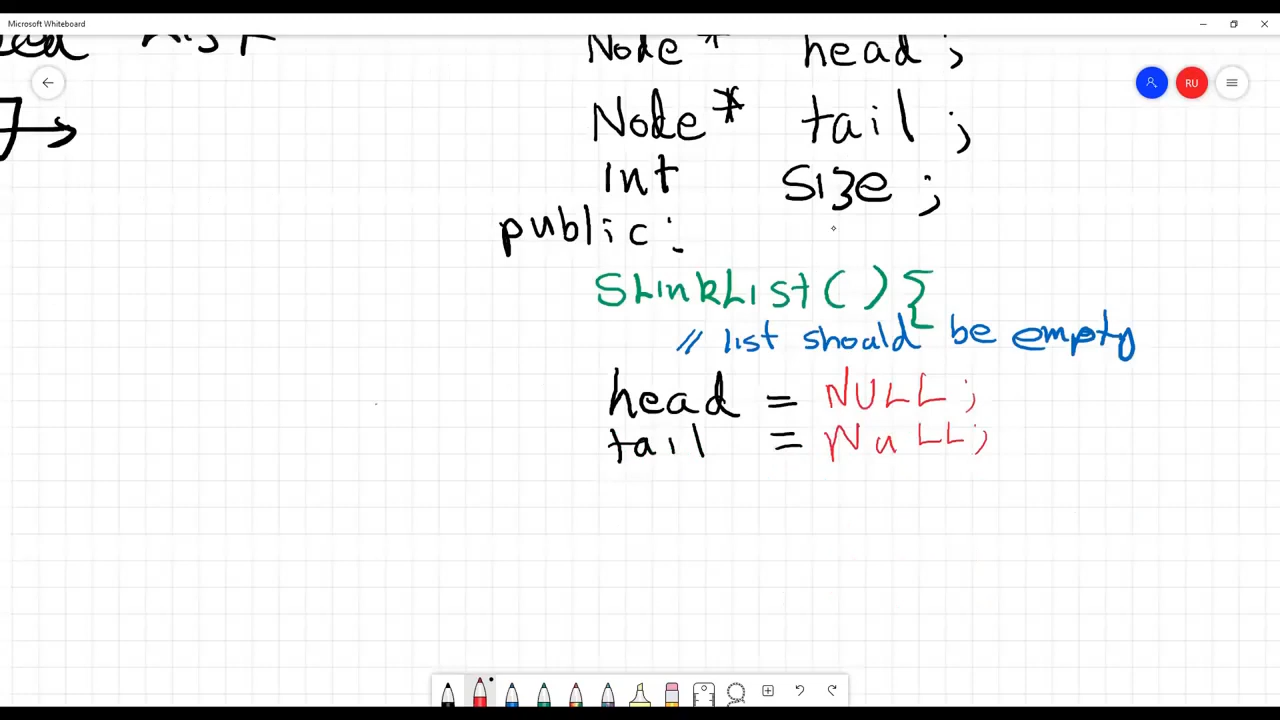 Microsoft Whiteboard
Node* head;
Node* tail;
int size;
RU
public:
SLinkList(){
// list should be empty
head = NULL;
tail = NULL;